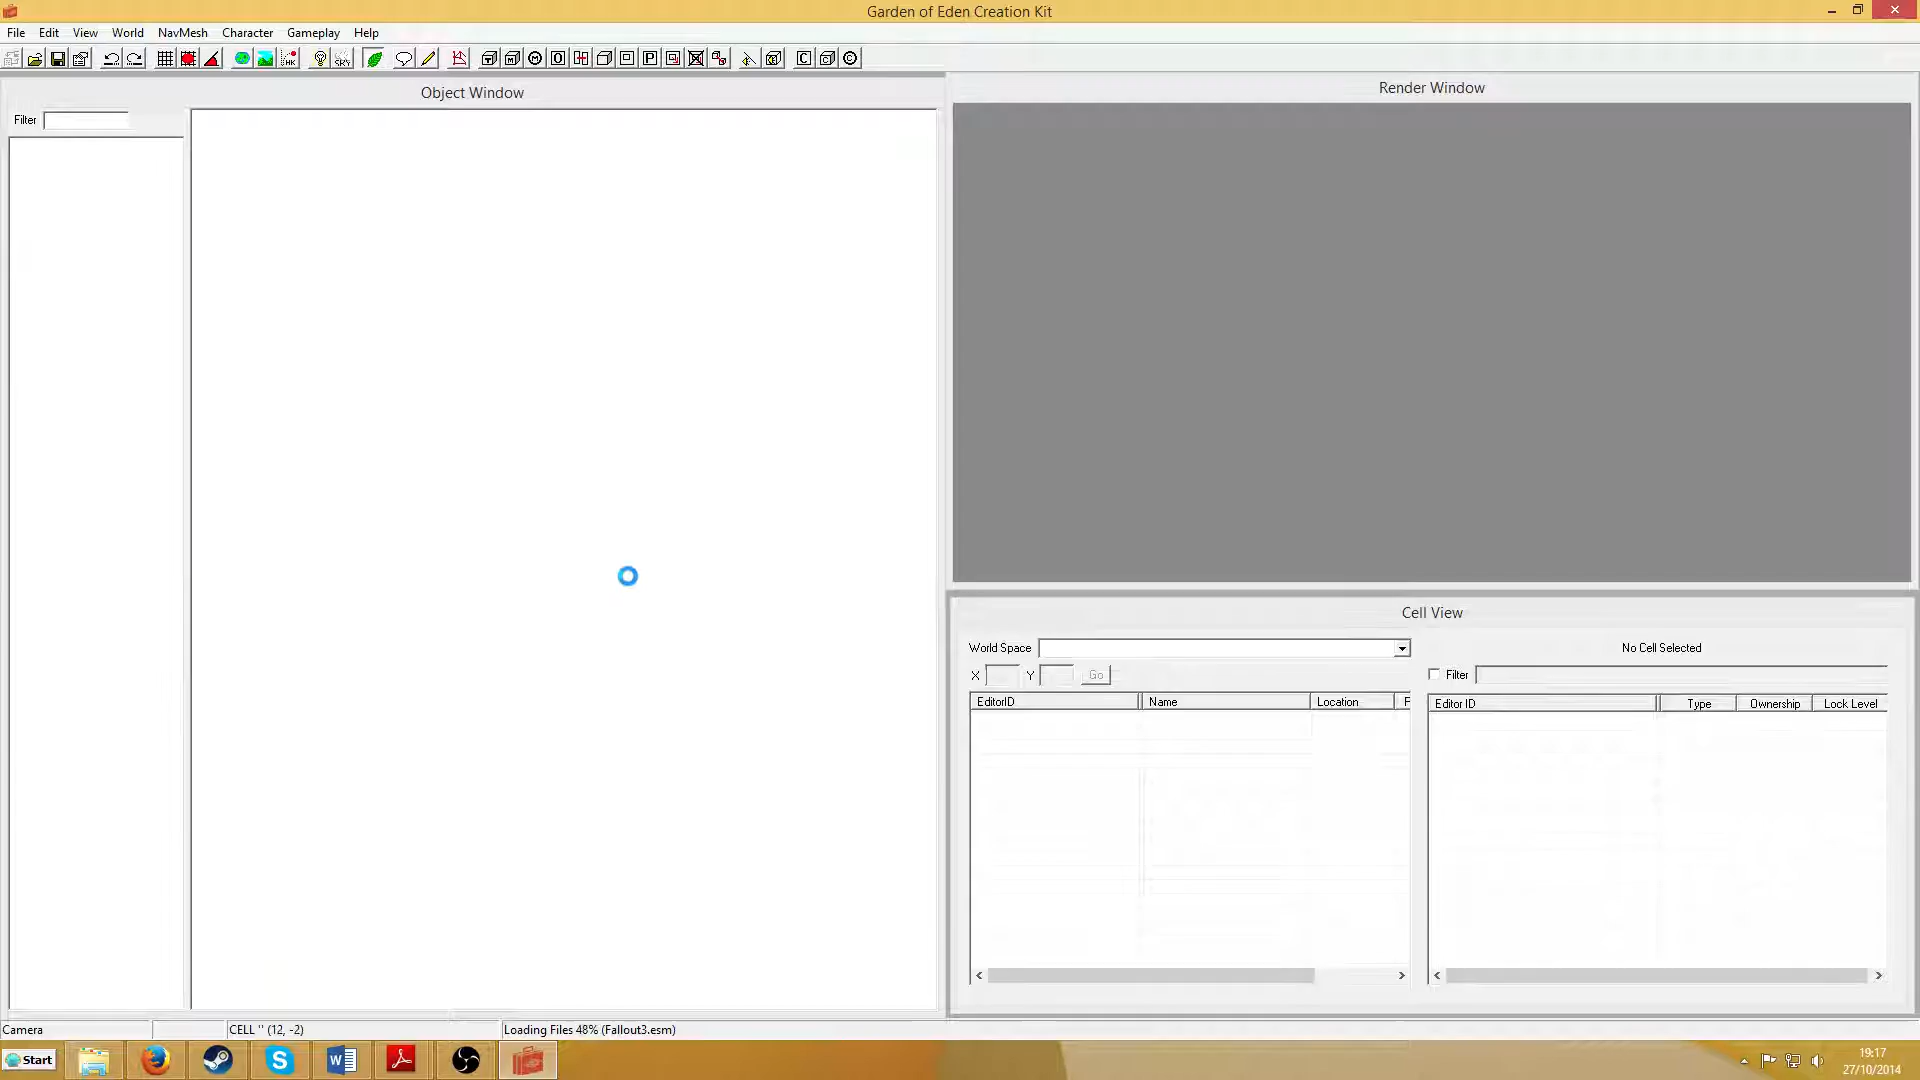 Garden of Eden Creation Kit
File Edit View World NavMesh Character Gameplay Help
Object Window
Render Window
Filter
Cell View
World Space
No Cell Selected
X Y Go
Filter
EditorID Name Location F
Editor ID Type Ownership Lock Level
Camera CELL '' (12, -2) Loading Files 48% (Fallout3.esm)
Start
19:17
27/10/2014